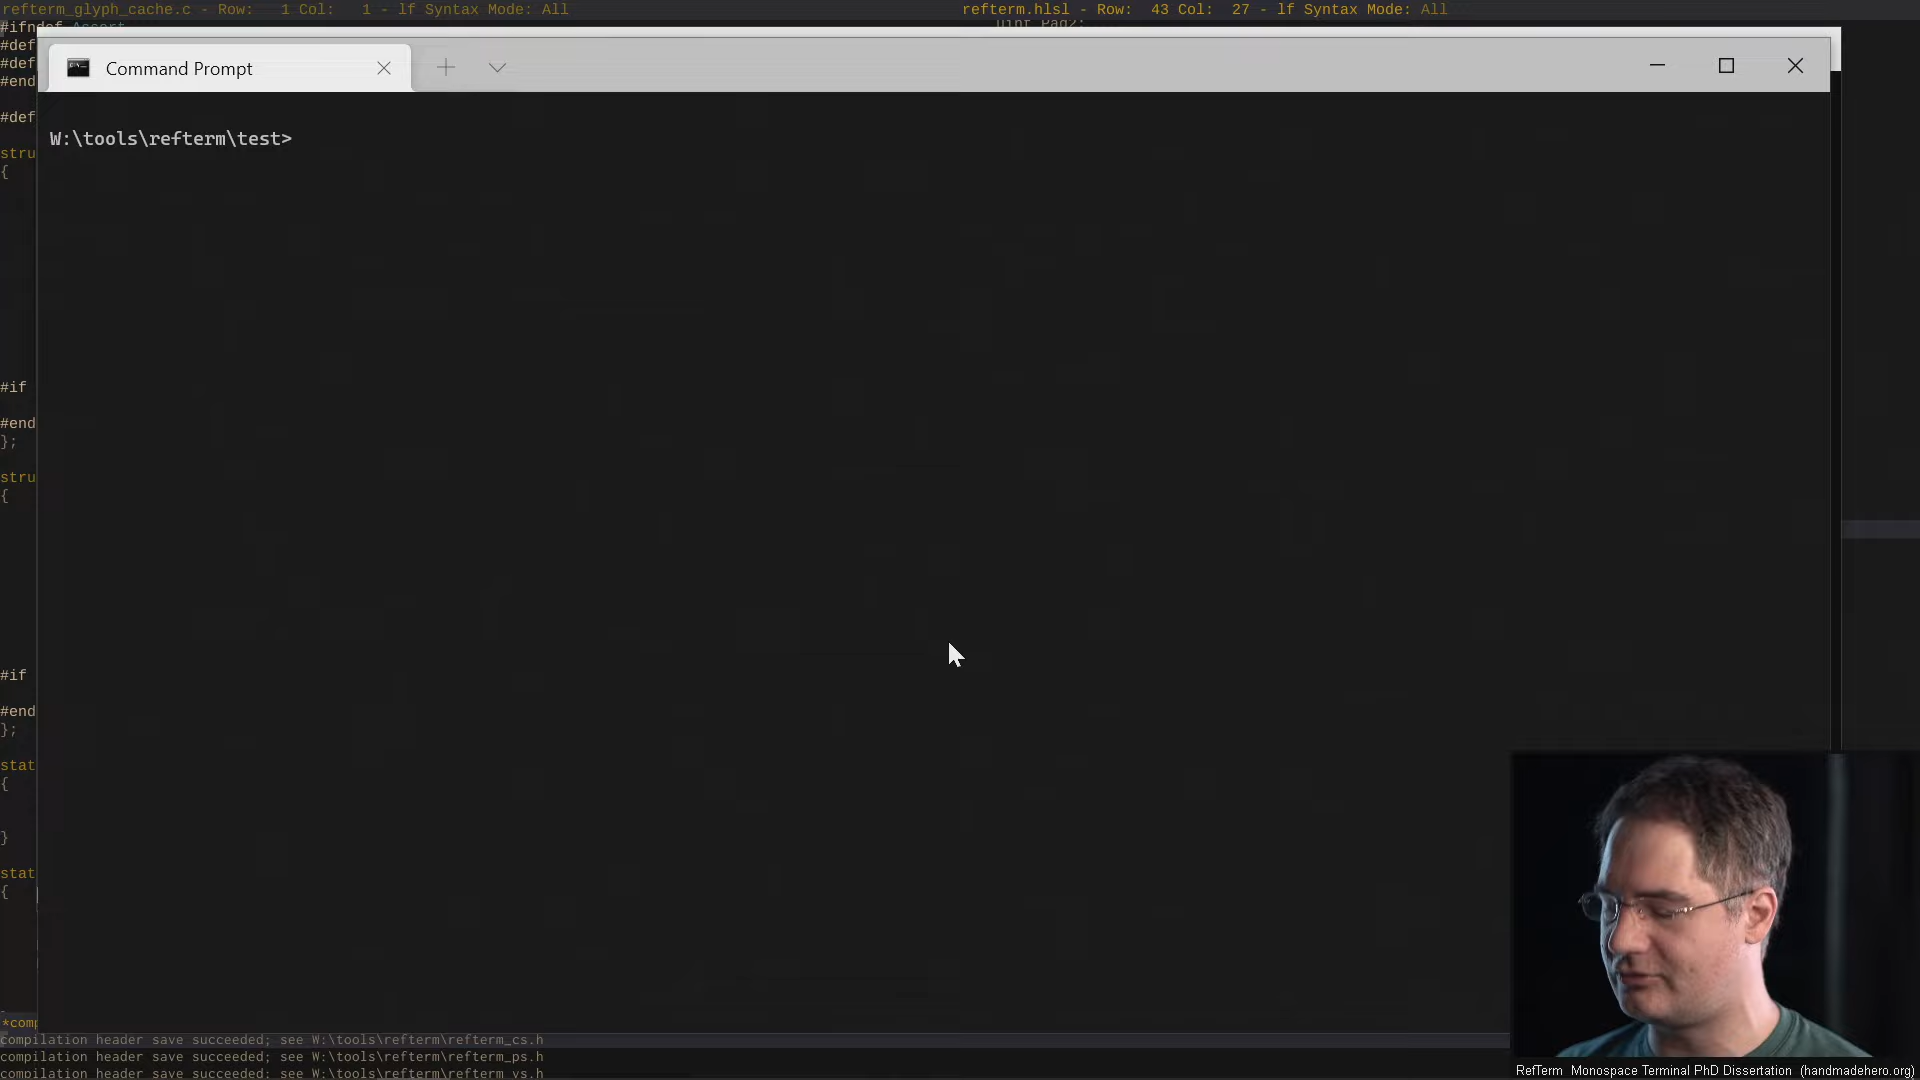 refterm_glyph_cache.c - Row:   1 Col:   1 - lf Syntax Mode: All
refterm.hlsl - Row:  43 Col:  27 - lf Syntax Mode: All
#ifndef Assert
#def
#def
#end
#def
stru
{
#if
#end
};
stru
{
#if
#end
};
stat
{
}
stat
{
Command Prompt
W:\tools\refterm\test>
*comp
compilation header save succeeded; see W:\tools\refterm\refterm_cs.h
compilation header save succeeded; see W:\tools\refterm\refterm_ps.h
compilation header save succeeded; see W:\tools\refterm\refterm_vs.h
RefTerm  Monospace Terminal PhD Dissertation  (handmadehero.org)